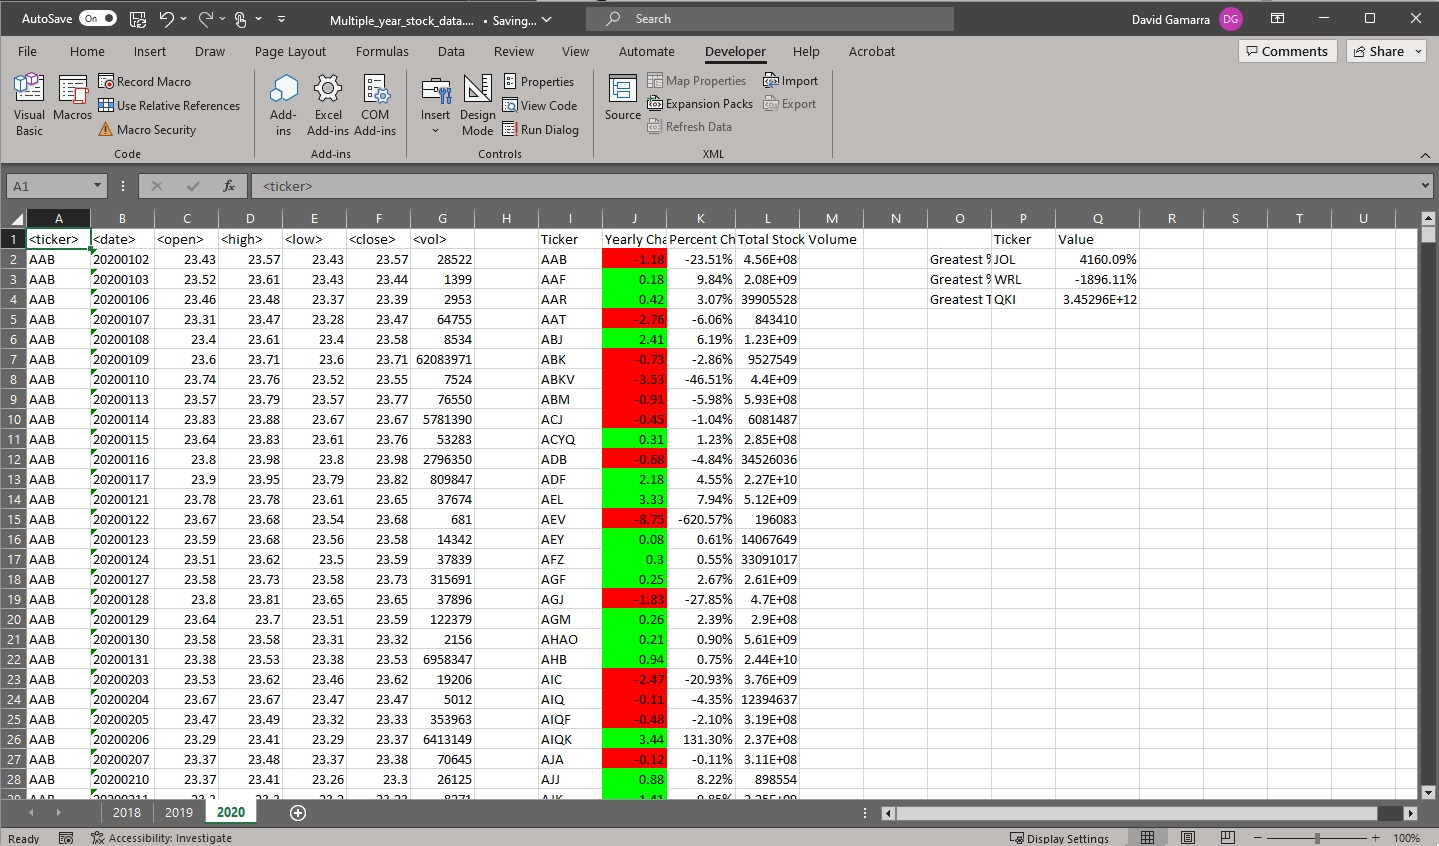 AutoSave On Multiple_year_stock_data.... • Saving... Search David Gamarra DG
File Home Insert Draw Page Layout Formulas Data Review View Automate Developer Help Acrobat Comments Share
Visual Basic
Macros
Record Macro
Use Relative References
Macro Security
Code
Add-ins
Excel Add-ins
COM Add-ins
Add-ins
Insert
Design Mode
Properties
View Code
Run Dialog
Controls
Source
Map Properties
Expansion Packs
Refresh Data
Import
Export
XML
A1 fx <ticker>
A B C D E F G H I J K L M N O P Q R S T U
1 <ticker> <date> <open> <high> <low> <close> <vol> Ticker Yearly Cha Percent Ch Total Stock Volume Ticker Value
2 AAB 20200102 23.43 23.57 23.43 23.57 28522 AAB -1.18 -23.51% 4.56E+08 Greatest % JOL 4160.09%
3 AAB 20200103 23.52 23.61 23.43 23.44 1399 AAF 0.18 9.84% 2.08E+09 Greatest % WRL -1896.11%
4 AAB 20200106 23.46 23.48 23.37 23.39 2953 AAR 0.42 3.07% 39905528 Greatest T QKI 3.45296E+12
5 AAB 20200107 23.31 23.47 23.28 23.47 64755 AAT -2.76 -6.06% 843410
6 AAB 20200108 23.4 23.61 23.4 23.58 8534 ABJ 2.41 6.19% 1.23E+09
7 AAB 20200109 23.6 23.71 23.6 23.71 62083971 ABK -0.73 -2.86% 9527549
8 AAB 20200110 23.74 23.76 23.52 23.55 7524 ABKV -3.53 -46.51% 4.4E+09
9 AAB 20200113 23.57 23.79 23.57 23.77 76550 ABM -0.91 -5.98% 5.93E+08
10 AAB 20200114 23.83 23.88 23.67 23.67 5781390 ACJ -0.45 -1.04% 6081487
11 AAB 20200115 23.64 23.83 23.61 23.76 53283 ACYQ 0.31 1.23% 2.85E+08
12 AAB 20200116 23.8 23.98 23.8 23.98 2796350 ADB -0.68 -4.84% 34526036
13 AAB 20200117 23.9 23.95 23.79 23.82 809847 ADF 2.18 4.55% 2.27E+10
14 AAB 20200121 23.78 23.78 23.61 23.65 37674 AEL 3.33 7.94% 5.12E+09
15 AAB 20200122 23.67 23.68 23.54 23.68 681 AEV -8.75 -620.57% 196083
16 AAB 20200123 23.59 23.68 23.56 23.58 14342 AEY 0.08 0.61% 14067649
17 AAB 20200124 23.51 23.62 23.5 23.59 37839 AFZ 0.3 0.55% 33091017
18 AAB 20200127 23.58 23.73 23.58 23.73 315691 AGF 0.25 2.67% 2.61E+09
19 AAB 20200128 23.8 23.81 23.65 23.65 37896 AGJ -1.83 -27.85% 4.7E+08
20 AAB 20200129 23.64 23.7 23.51 23.59 122379 AGM 0.26 2.39% 2.9E+08
21 AAB 20200130 23.58 23.58 23.31 23.32 2156 AHAO 0.21 0.90% 5.61E+09
22 AAB 20200131 23.38 23.53 23.38 23.53 6958347 AHB 0.94 0.75% 2.44E+10
23 AAB 20200203 23.53 23.62 23.46 23.62 19206 AIC -2.47 -20.93% 3.76E+09
24 AAB 20200204 23.67 23.67 23.47 23.47 5012 AIQ -0.11 -4.35% 12394637
25 AAB 20200205 23.47 23.49 23.32 23.33 353963 AIQF -0.48 -2.10% 3.19E+08
26 AAB 20200206 23.29 23.41 23.29 23.37 6413149 AIQK 3.44 131.30% 2.37E+08
27 AAB 20200207 23.37 23.48 23.37 23.38 70645 AJA -0.12 -0.11% 3.11E+08
28 AAB 20200210 23.37 23.41 23.26 23.3 26125 AJJ 0.88 8.22% 898554
2018 2019 2020
Ready Accessibility: Investigate Display Settings 100%